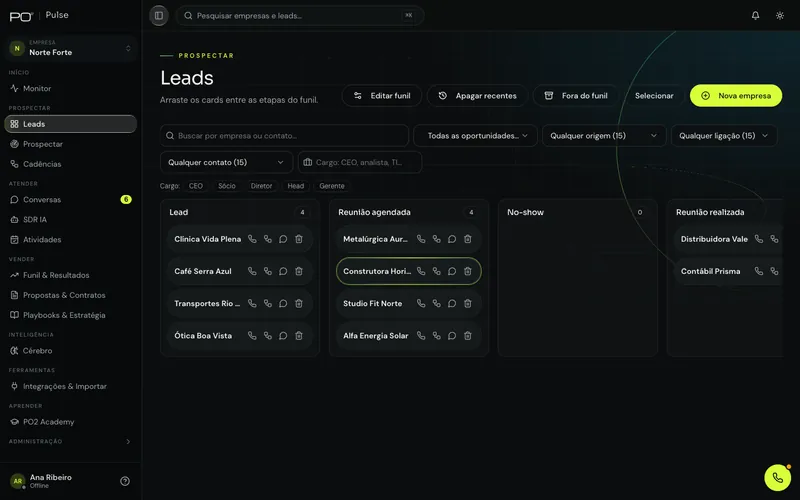 PO² | Pulse
Pesquisar empresas e leads...
⌘K
N
EMPRESA
Norte Forte
INÍCIO
Monitor
PROSPECTAR
Leads
Prospectar
Cadências
ATENDER
Conversas
6
SDR IA
Atividades
VENDER
Funil & Resultados
Propostas & Contratos
Playbooks & Estratégia
INTELIGÊNCIA
Cérebro
FERRAMENTAS
Integrações & Importar
APRENDER
PO2 Academy
ADMINISTRAÇÃO
AR
Ana Ribeiro
Offline
PROSPECTAR
Leads
Arraste os cards entre as etapas do funil.
Editar funil
Apagar recentes
Fora do funil
Selecionar
Nova empresa
Buscar por empresa ou contato...
Todas as oportunidades...
Qualquer origem (15)
Qualquer ligação (15)
Qualquer contato (15)
Cargo: CEO, analista, TI...
Cargo:
CEO
Sócio
Diretor
Head
Gerente
Lead
4
Clínica Vida Plena
Café Serra Azul
Transportes Rio ...
Ótica Boa Vista
Reunião agendada
4
Metalúrgica Aur...
Construtora Hori...
Studio Fit Norte
Alfa Energia Solar
No-show
0
Reunião realizada
Distribuidora Vale
Contábil Prisma